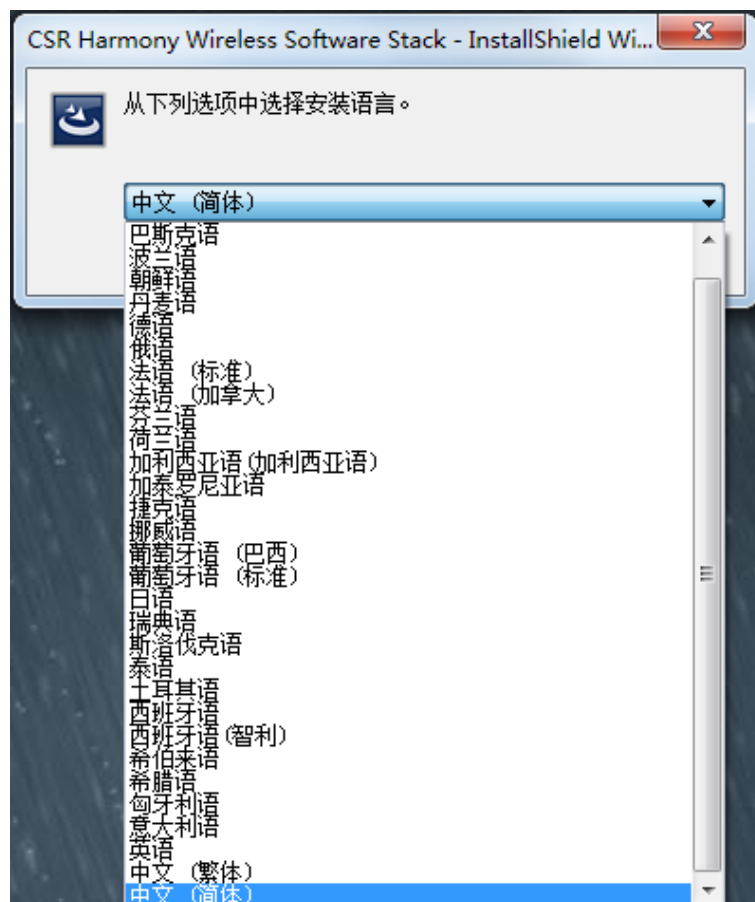 CSR Harmony Wireless Software Stack - InstallShield Wi...
从下列选项中选择安装语言。
中文 (简体)
巴斯克语
波兰语
朝鲜语
丹麦语
德语
俄语
法语 (标准)
法语 (加拿大)
芬兰语
荷兰语
加利西亚语(加利西亚语)
加泰罗尼亚语
捷克语
挪威语
葡萄牙语 (巴西)
葡萄牙语 (标准)
日语
瑞典语
斯洛伐克语
泰语
土耳其语
西班牙语
西班牙语(智利)
希伯来语
希腊语
匈牙利语
意大利语
英语
中文 (繁体)
中文 (简体)